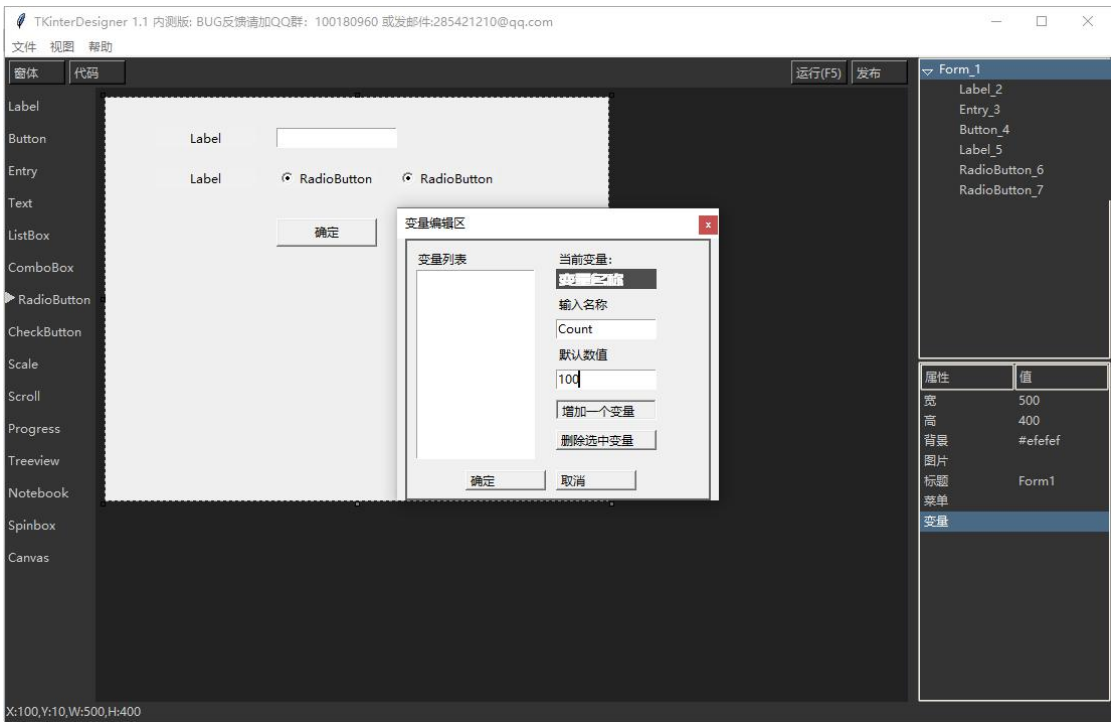 TKinterDesigner 1.1 内测版: BUG反馈请加QQ群：100180960 或发邮件:285421210@qq.com
文件 视图 帮助
窗体 代码 运行(F5) 发布
Label
Button
Entry
Text
ListBox
ComboBox
RadioButton
CheckButton
Scale
Scroll
Progress
Treeview
Notebook
Spinbox
Canvas
Label
Label RadioButton RadioButton
确定
变量编辑区 x
变量列表
当前变量:
变量名称
输入名称
Count
默认数值
100
增加一个变量
删除选中变量
确定 取消
Form_1
Label_2
Entry_3
Button_4
Label_5
RadioButton_6
RadioButton_7
属性 值
宽 500
高 400
背景 #efefef
图片
标题 Form1
菜单
变量
X:100,Y:10,W:500,H:400